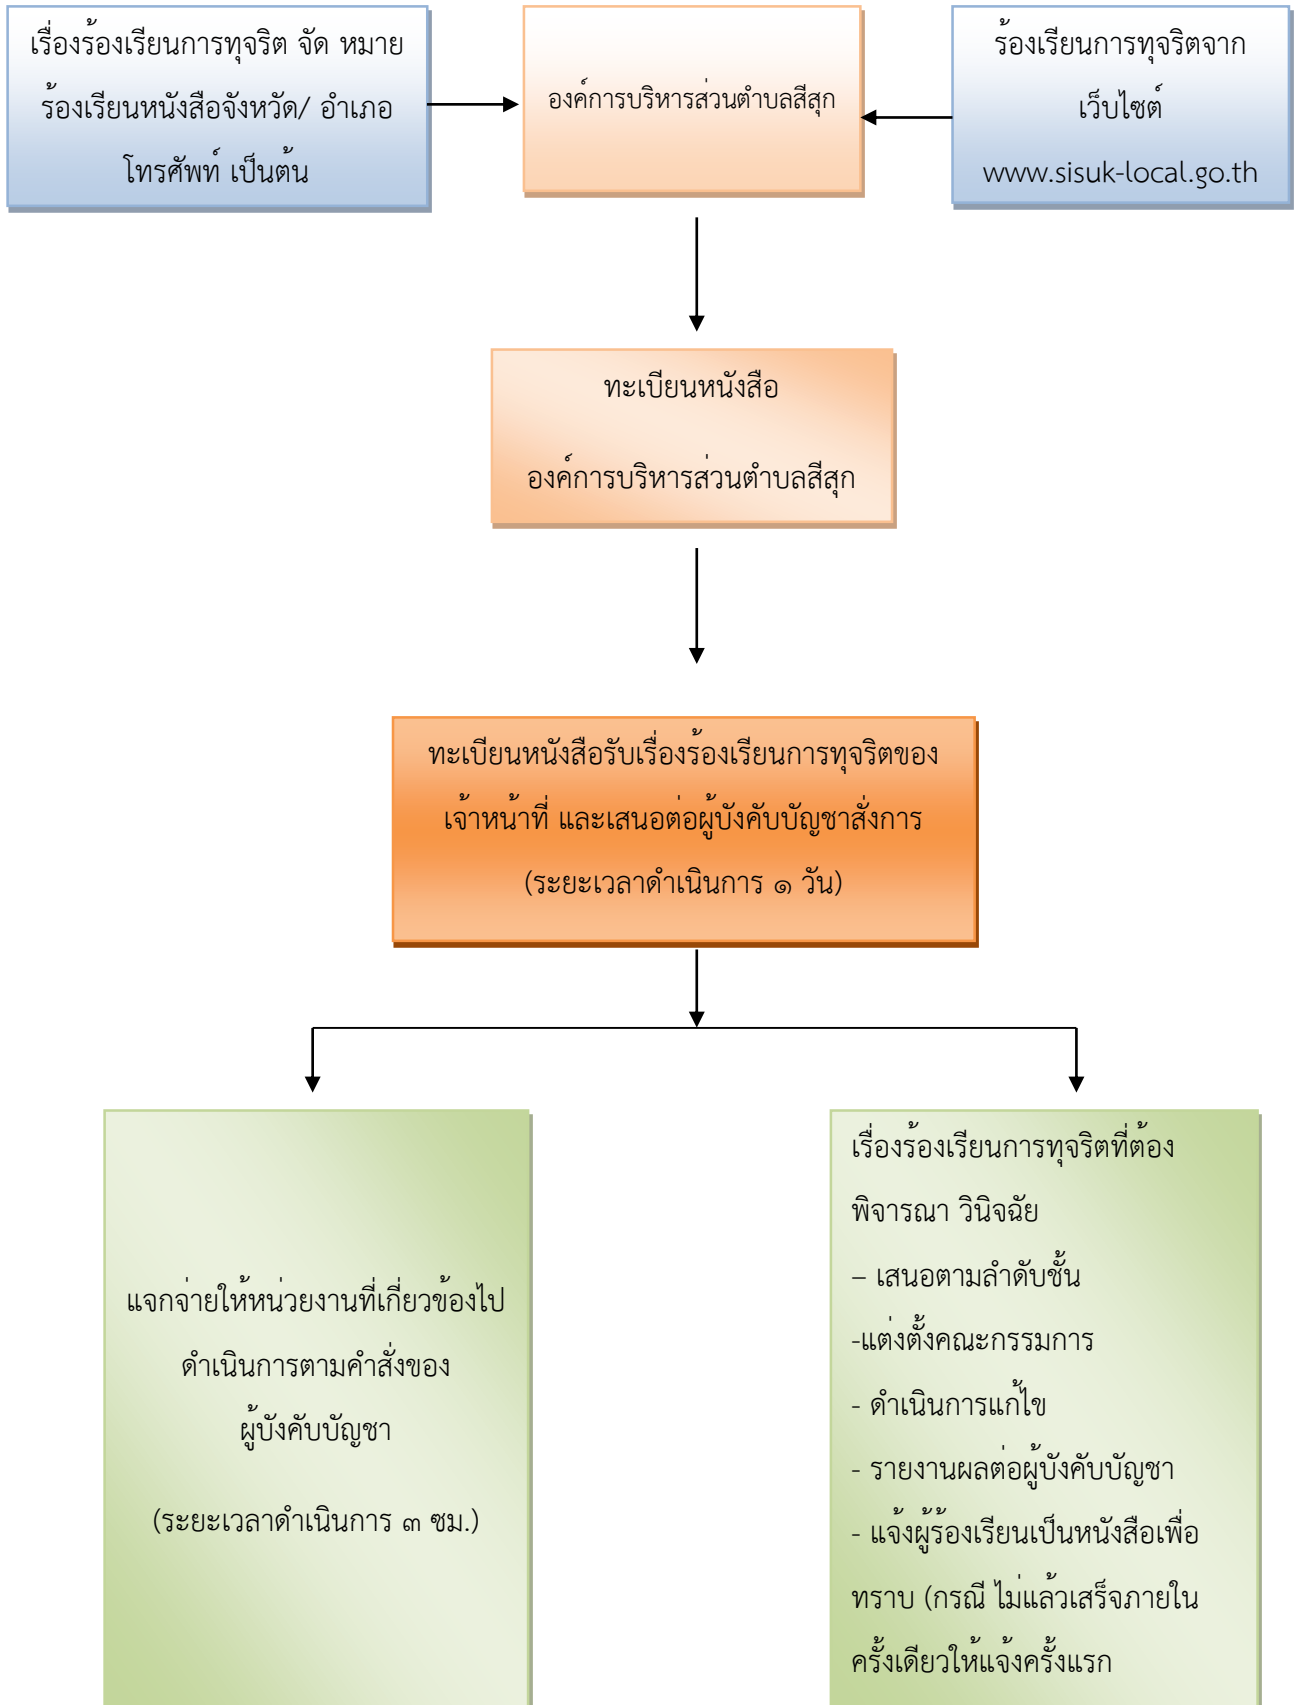 เรื่องร้องเรียนการทุจริต จัด หมาย
ร้องเรียนหนังสือจังหวัด/ อำเภอ
โทรศัพท์ เป็นต้น
องค์การบริหารส่วนตำบลสีสุก
ร้องเรียนการทุจริตจาก
เว็บไซต์
www.sisuk-local.go.th
ทะเบียนหนังสือ
องค์การบริหารส่วนตำบลสีสุก
ทะเบียนหนังสือรับเรื่องร้องเรียนการทุจริตของ
เจ้าหน้าที่ และเสนอต่อผู้บังคับบัญชาสั่งการ
(ระยะเวลาดำเนินการ ๑ วัน)
แจกจ่ายให้หน่วยงานที่เกี่ยวข้องไป
ดำเนินการตามคำสั่งของ
ผู้บังคับบัญชา
(ระยะเวลาดำเนินการ ๓ ซม.)
เรื่องร้องเรียนการทุจริตที่ต้อง
พิจารณา วินิจฉัย
– เสนอตามลำดับชั้น
-แต่งตั้งคณะกรรมการ
- ดำเนินการแก้ไข
- รายงานผลต่อผู้บังคับบัญชา
- แจ้งผู้ร้องเรียนเป็นหนังสือเพื่อ
ทราบ (กรณี ไม่แล้วเสร็จภายใน
ครั้งเดียวให้แจ้งครั้งแรก